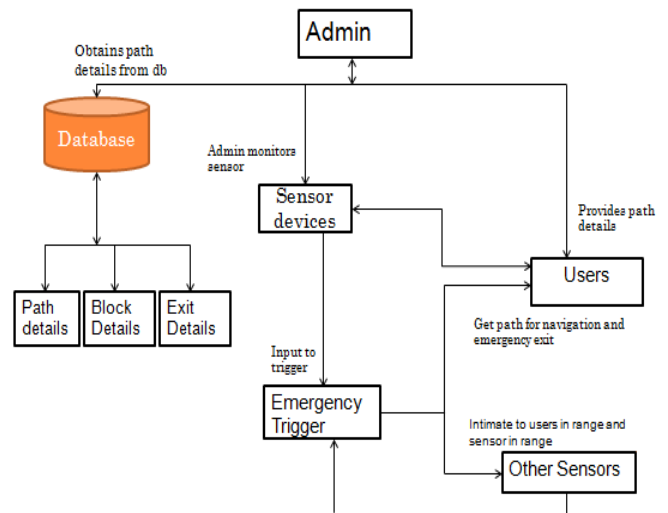 Admin
Obtains path
details from db
Database
Admin monitors
sensor
Sensor
devices
Provides path
details
Users
Path
details
Block
Details
Exit
Details
Get path for navigation and
emergency exit
Input to
trigger
Emergency
Trigger
Intimate to users in range and
sensor in range
Other Sensors